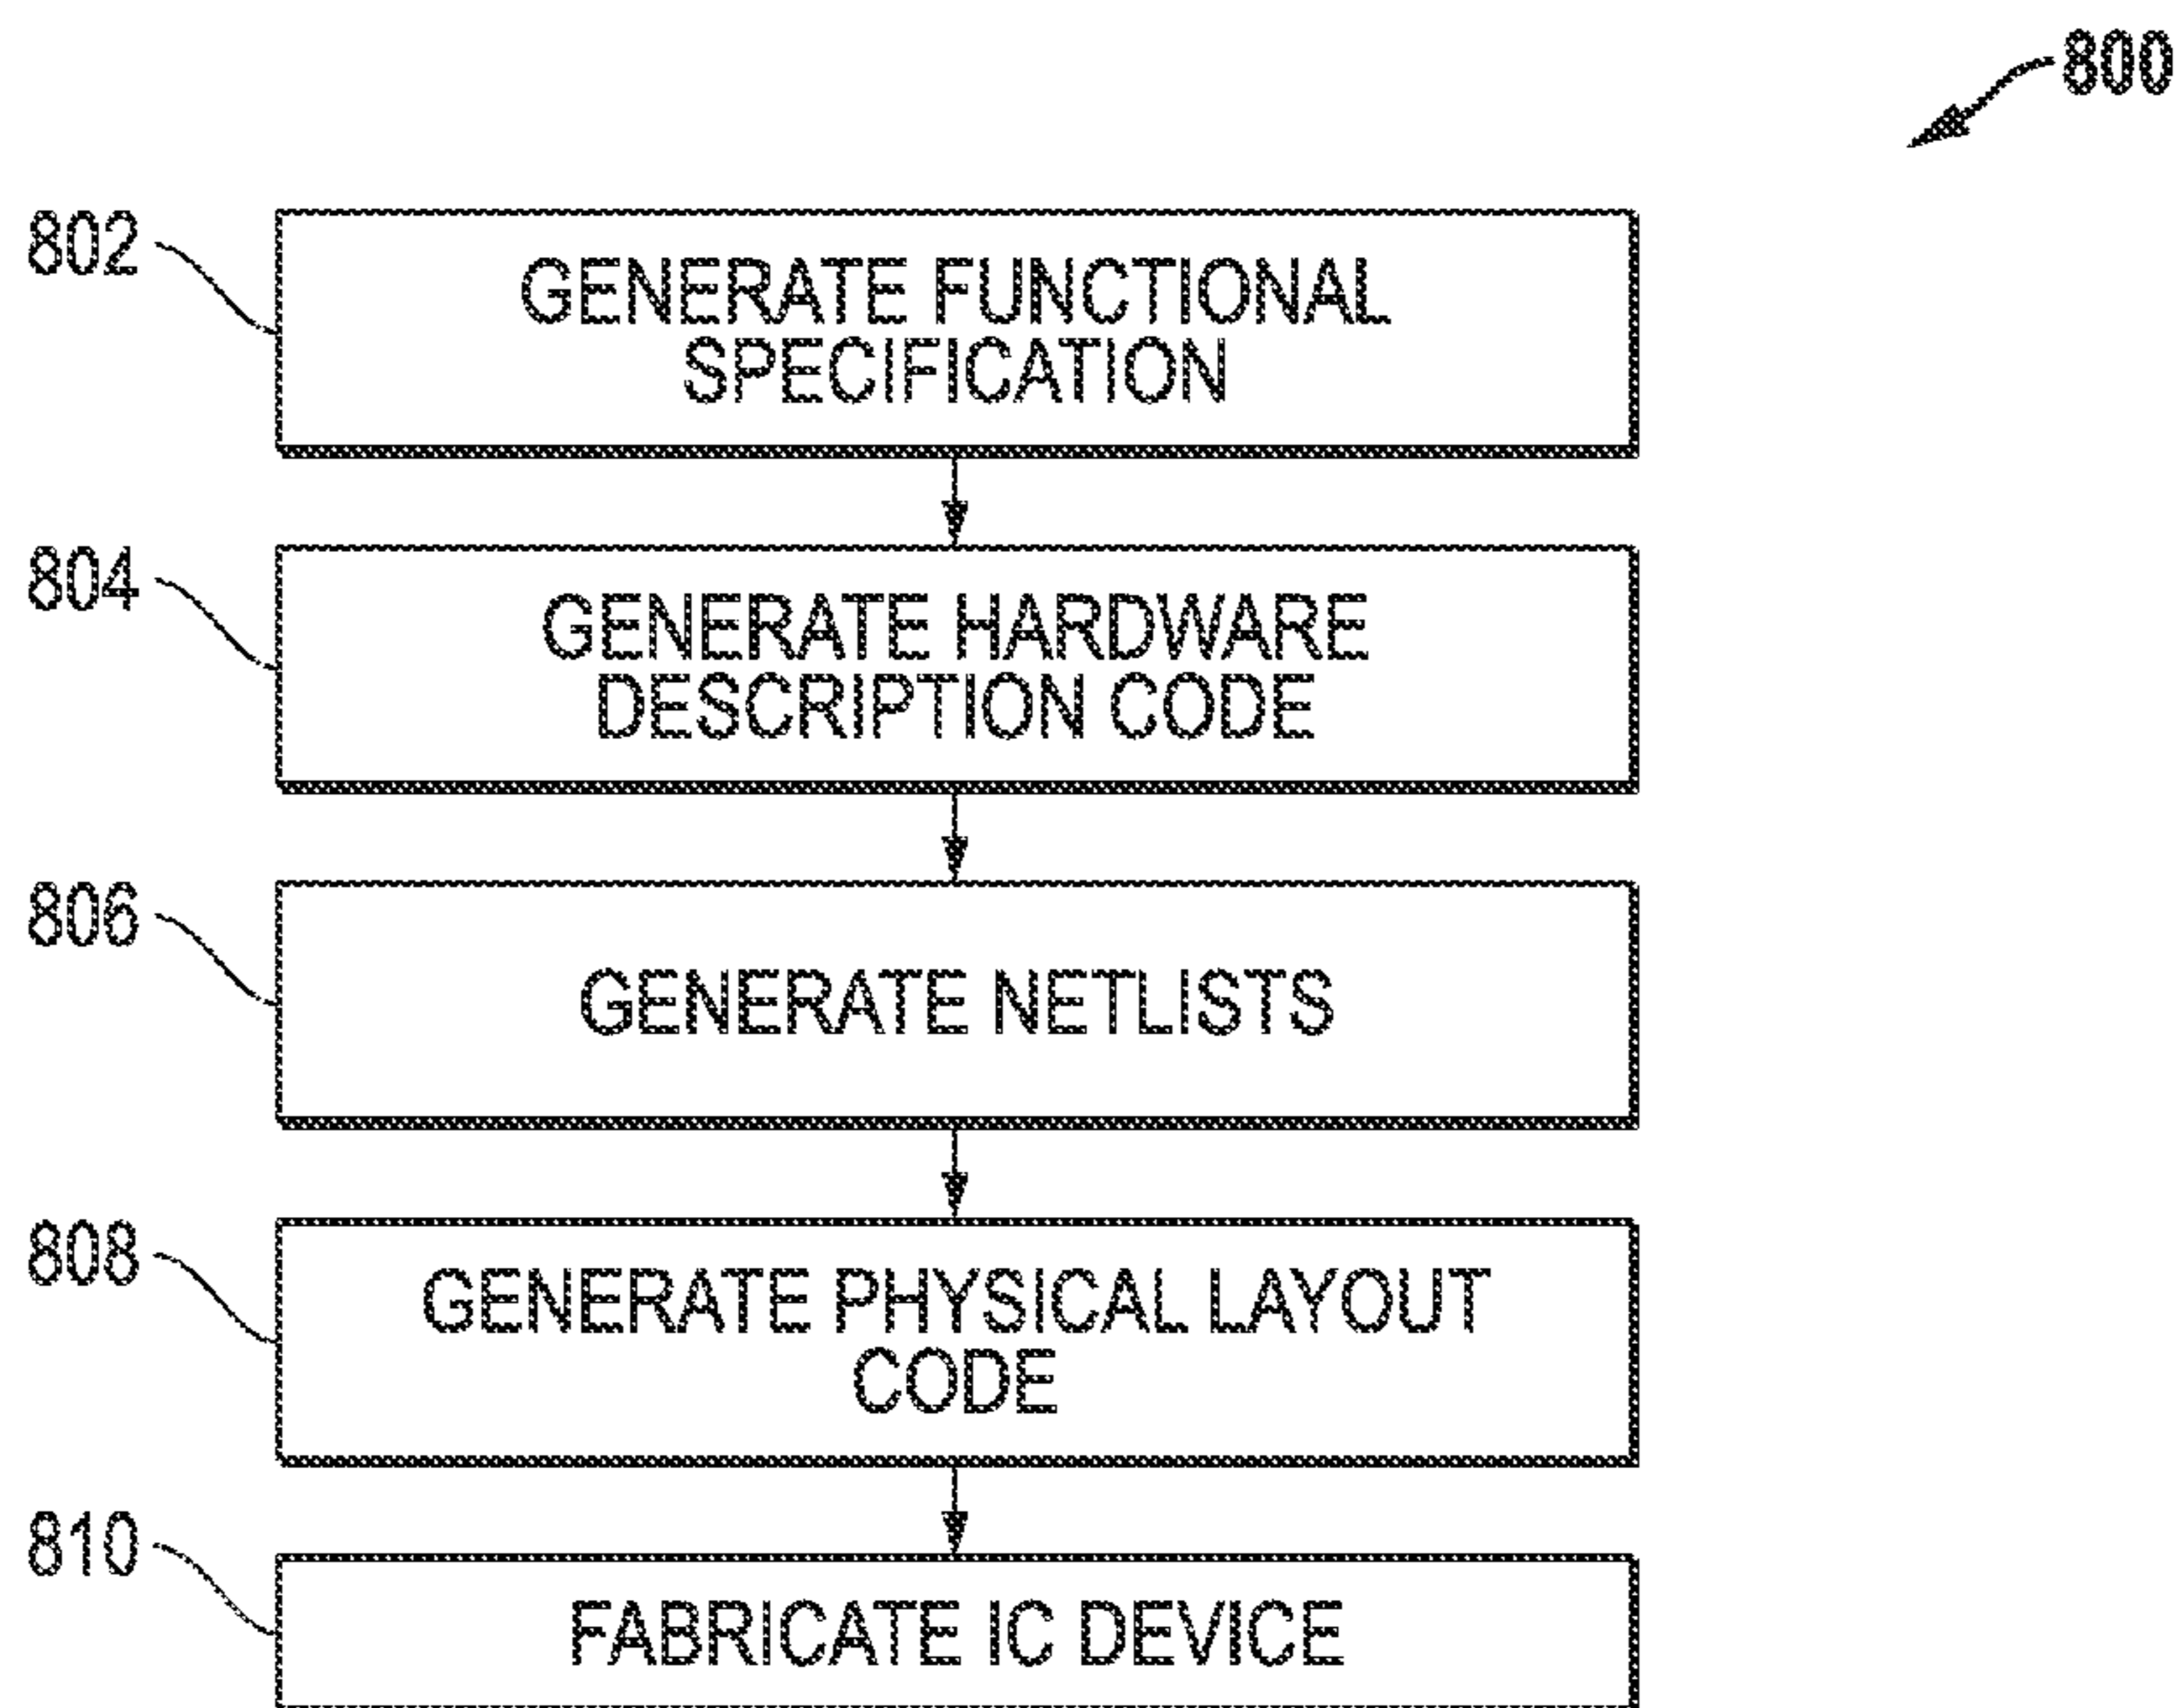 800
802
GENERATE FUNCTIONAL
SPECIFICATION
804
GENERATE HARDWARE
DESCRIPTION CODE
806
GENERATE NETLISTS
808
GENERATE PHYSICAL LAYOUT
CODE
810
FABRICATE IC DEVICE